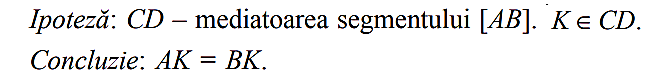 Ipoteză: CD – mediatoarea segmentului [AB]. K ∈ CD.
Concluzie: AK = BK.